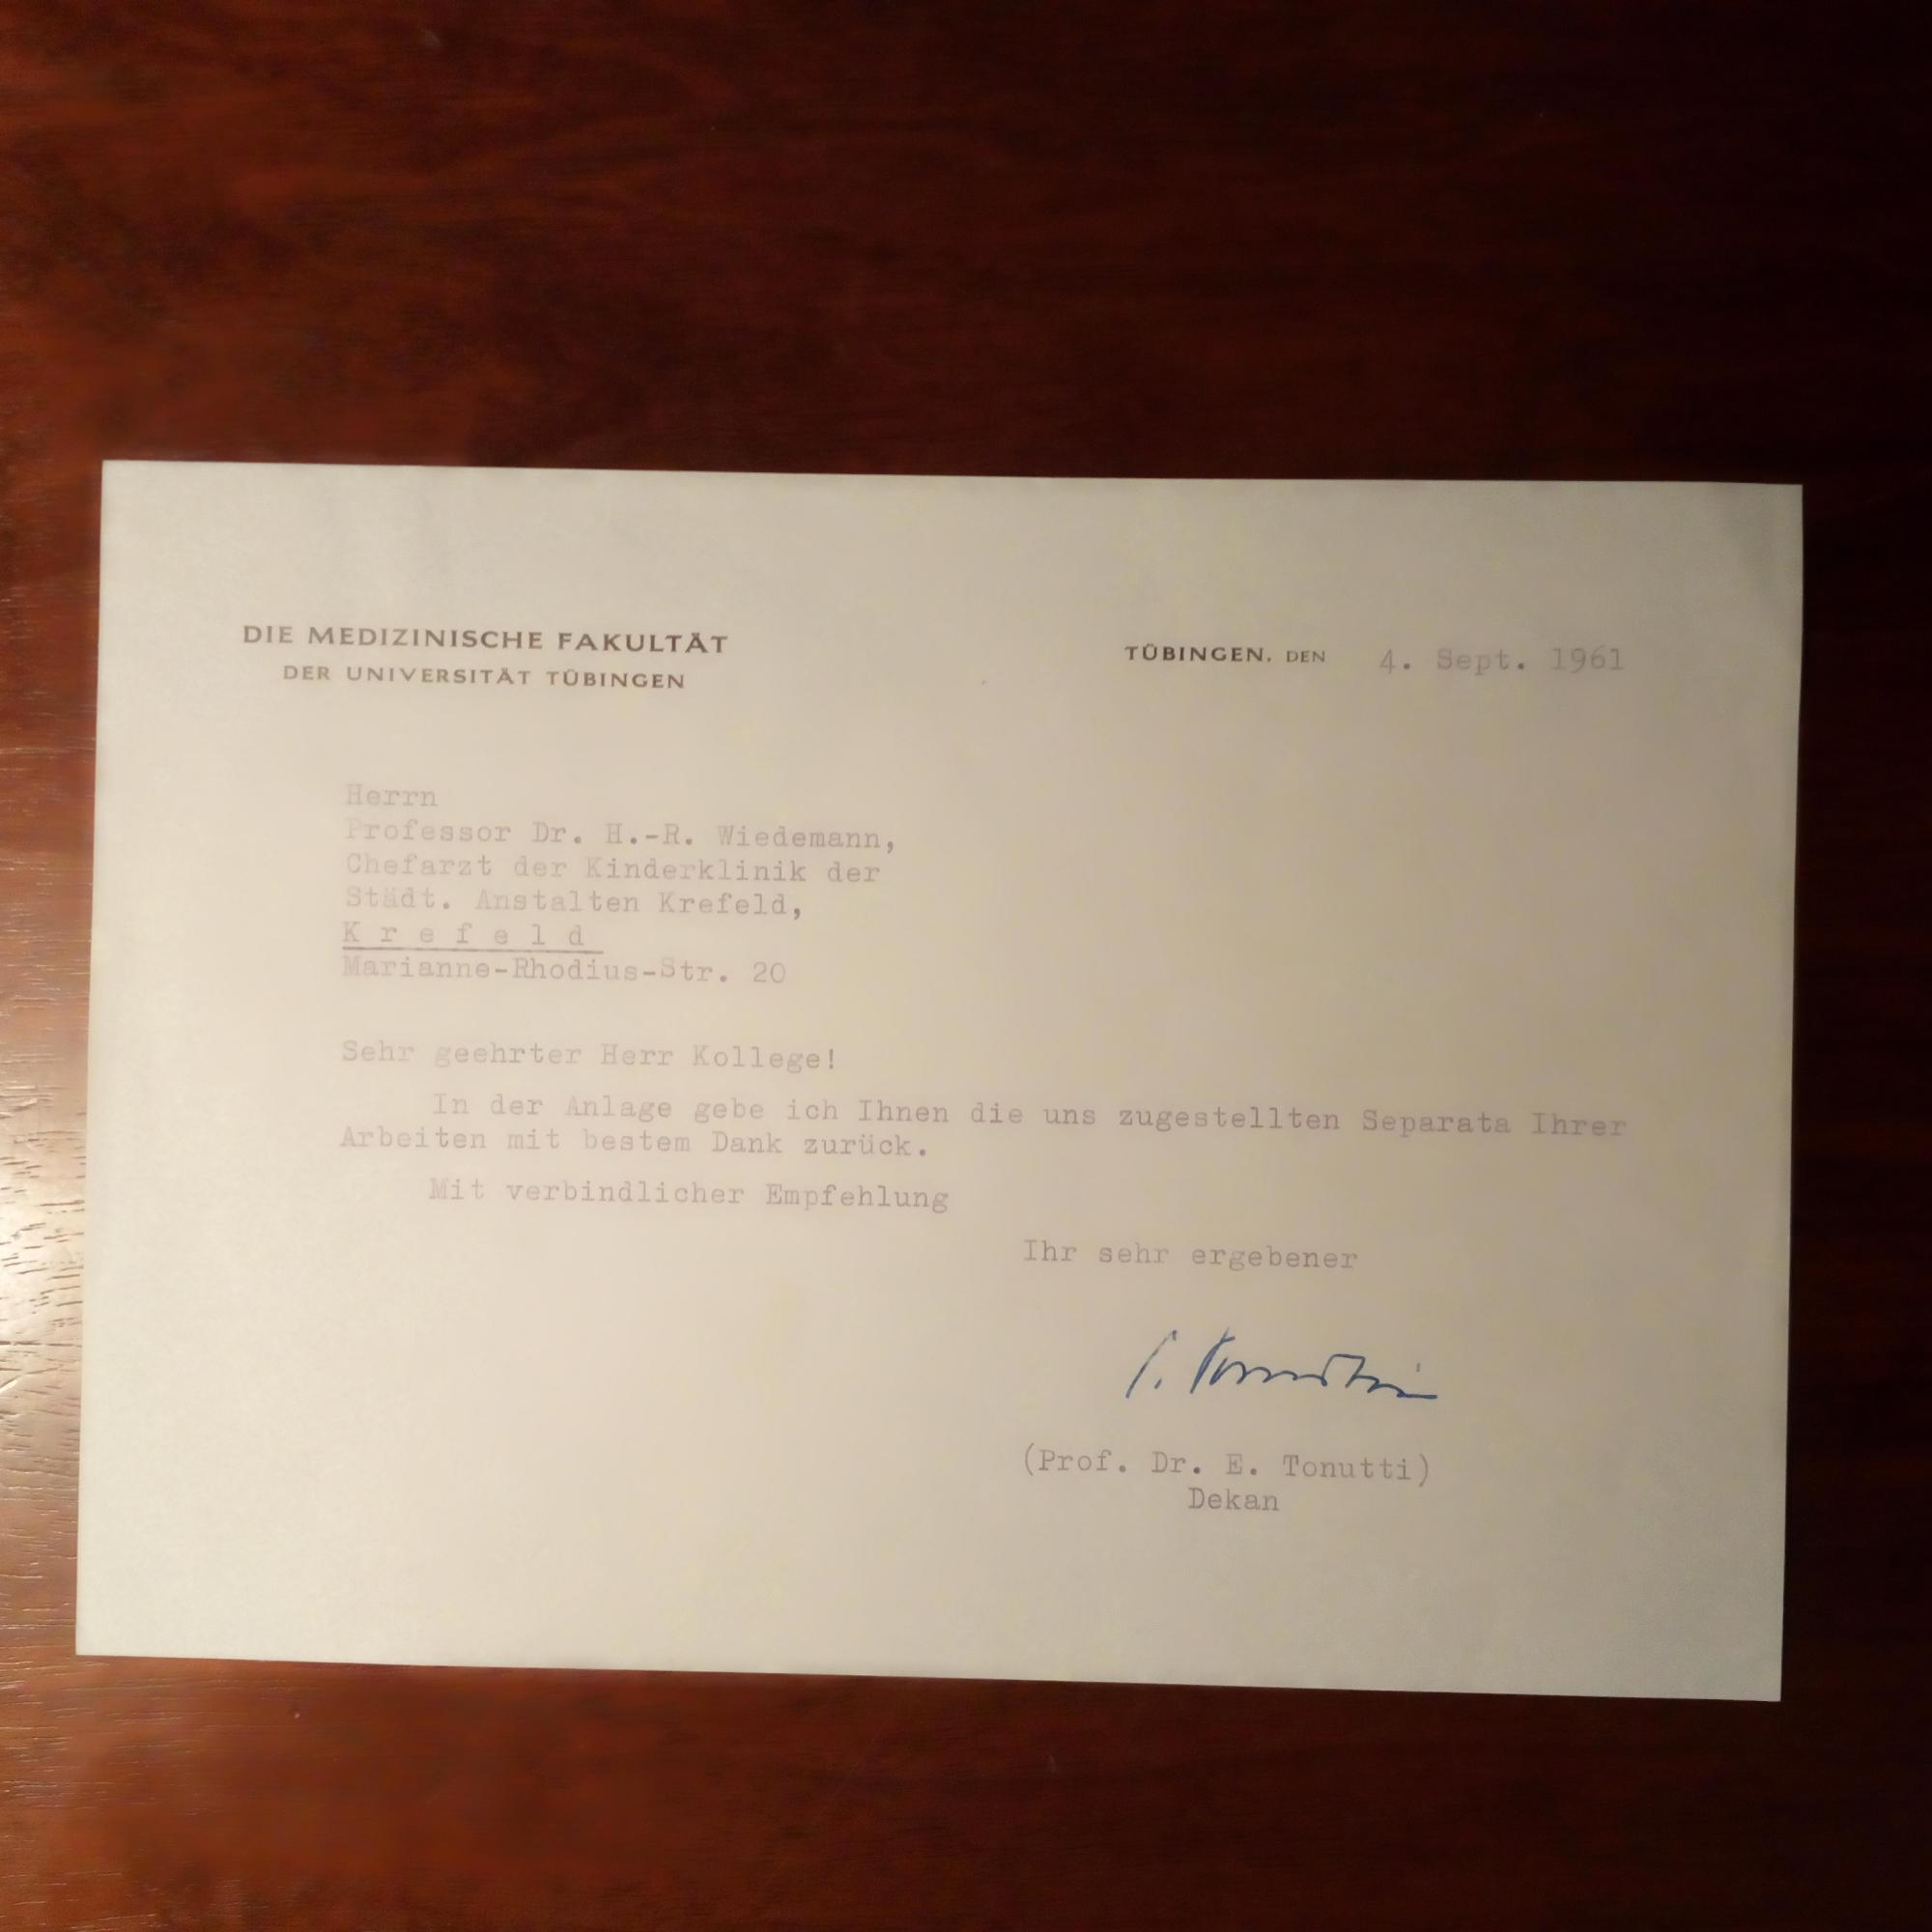 DIE MEDIZINISCHE FAKULTÄT
DER UNIVERSITÄT TÜBINGEN
TÜBINGEN, DEN 4. Sept. 1961
Herrn
Professor Dr. H.-R. Wiedemann,
Chefarzt der Kinderklinik der
Städt. Anstalten Krefeld,
K r e f e l d
Marianne-Rhodius-Str. 20
Sehr geehrter Herr Kollege!
In der Anlage gebe ich Ihnen die uns zugestellten Separata Ihrer
Arbeiten mit bestem Dank zurück.
Mit verbindlicher Empfehlung
Ihr sehr ergebener
E. Tonutti
(Prof. Dr. E. Tonutti)
Dekan